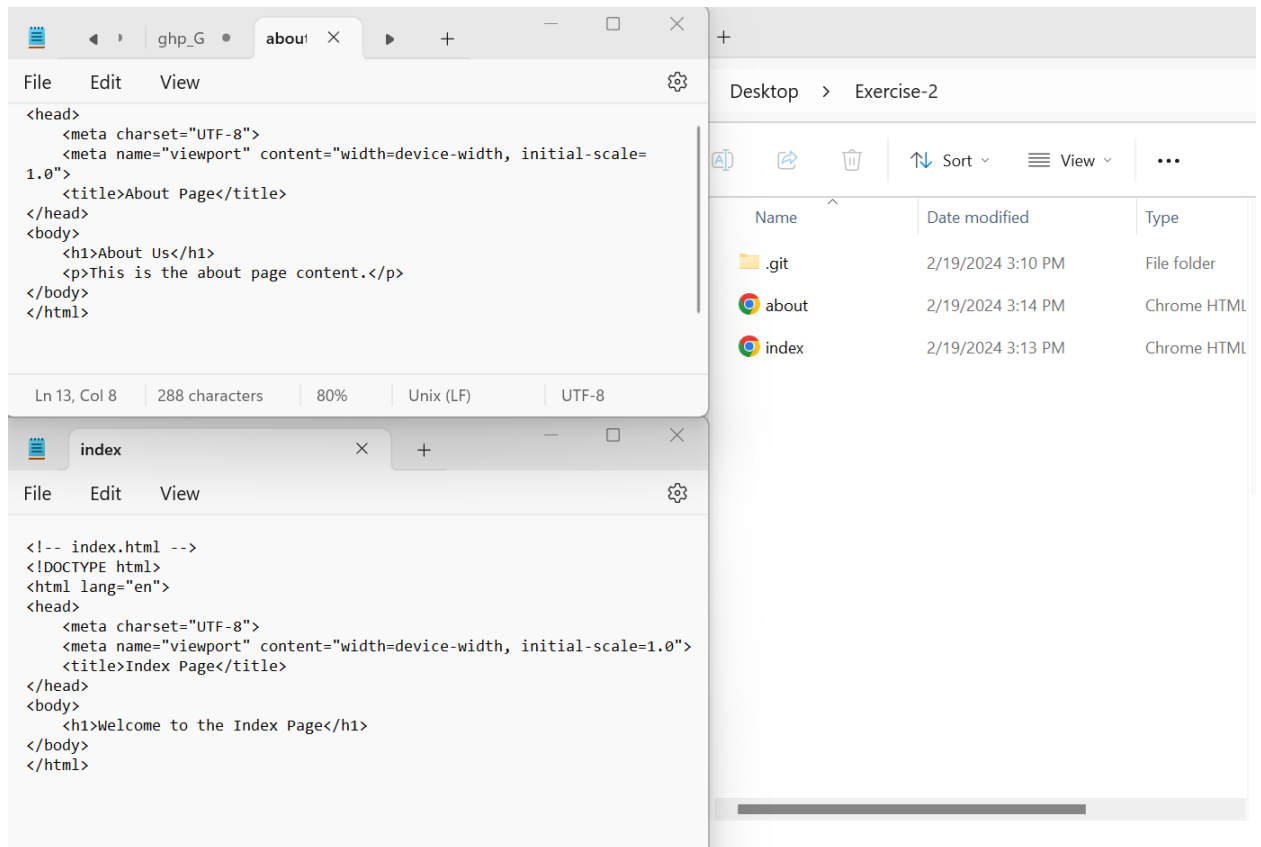 ghp_G
about
File Edit View
<head>
    <meta charset="UTF-8">
    <meta name="viewport" content="width=device-width, initial-scale=
1.0">
    <title>About Page</title>
</head>
<body>
    <h1>About Us</h1>
    <p>This is the about page content.</p>
</body>
</html>
Ln 13, Col 8 288 characters 80% Unix (LF) UTF-8
index
File Edit View
<!-- index.html -->
<!DOCTYPE html>
<html lang="en">
<head>
    <meta charset="UTF-8">
    <meta name="viewport" content="width=device-width, initial-scale=1.0">
    <title>Index Page</title>
</head>
<body>
    <h1>Welcome to the Index Page</h1>
</body>
</html>
Desktop > Exercise-2
Sort View
Name Date modified Type
.git 2/19/2024 3:10 PM File folder
about 2/19/2024 3:14 PM Chrome HTML
index 2/19/2024 3:13 PM Chrome HTML